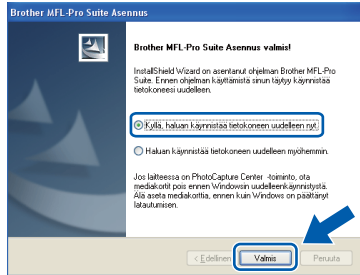 Brother MFL-Pro Suite Asennus
Brother MFL-Pro Suite Asennus valmis!
InstallShield Wizard on asentanut ohjelman Brother MFL-Pro
Suite. Ennen ohjelman käyttämistä sinun täytyy käynnistää
tietokoneesi uudelleen.
Kyllä, haluan käynnistää tietokoneen uudelleen nyt.
Haluan käynnistää tietokoneen uudelleen myöhemmin.
Jos laitteessa on PhotoCapture Center -toiminto, ota
mediakortit pois ennen Windowsin uudelleenkäynnistystä.
Älä aseta mediakorttia, ennen kuin Windows on päättänyt
latautumisen.
< Edellinen Valmis Peruuta